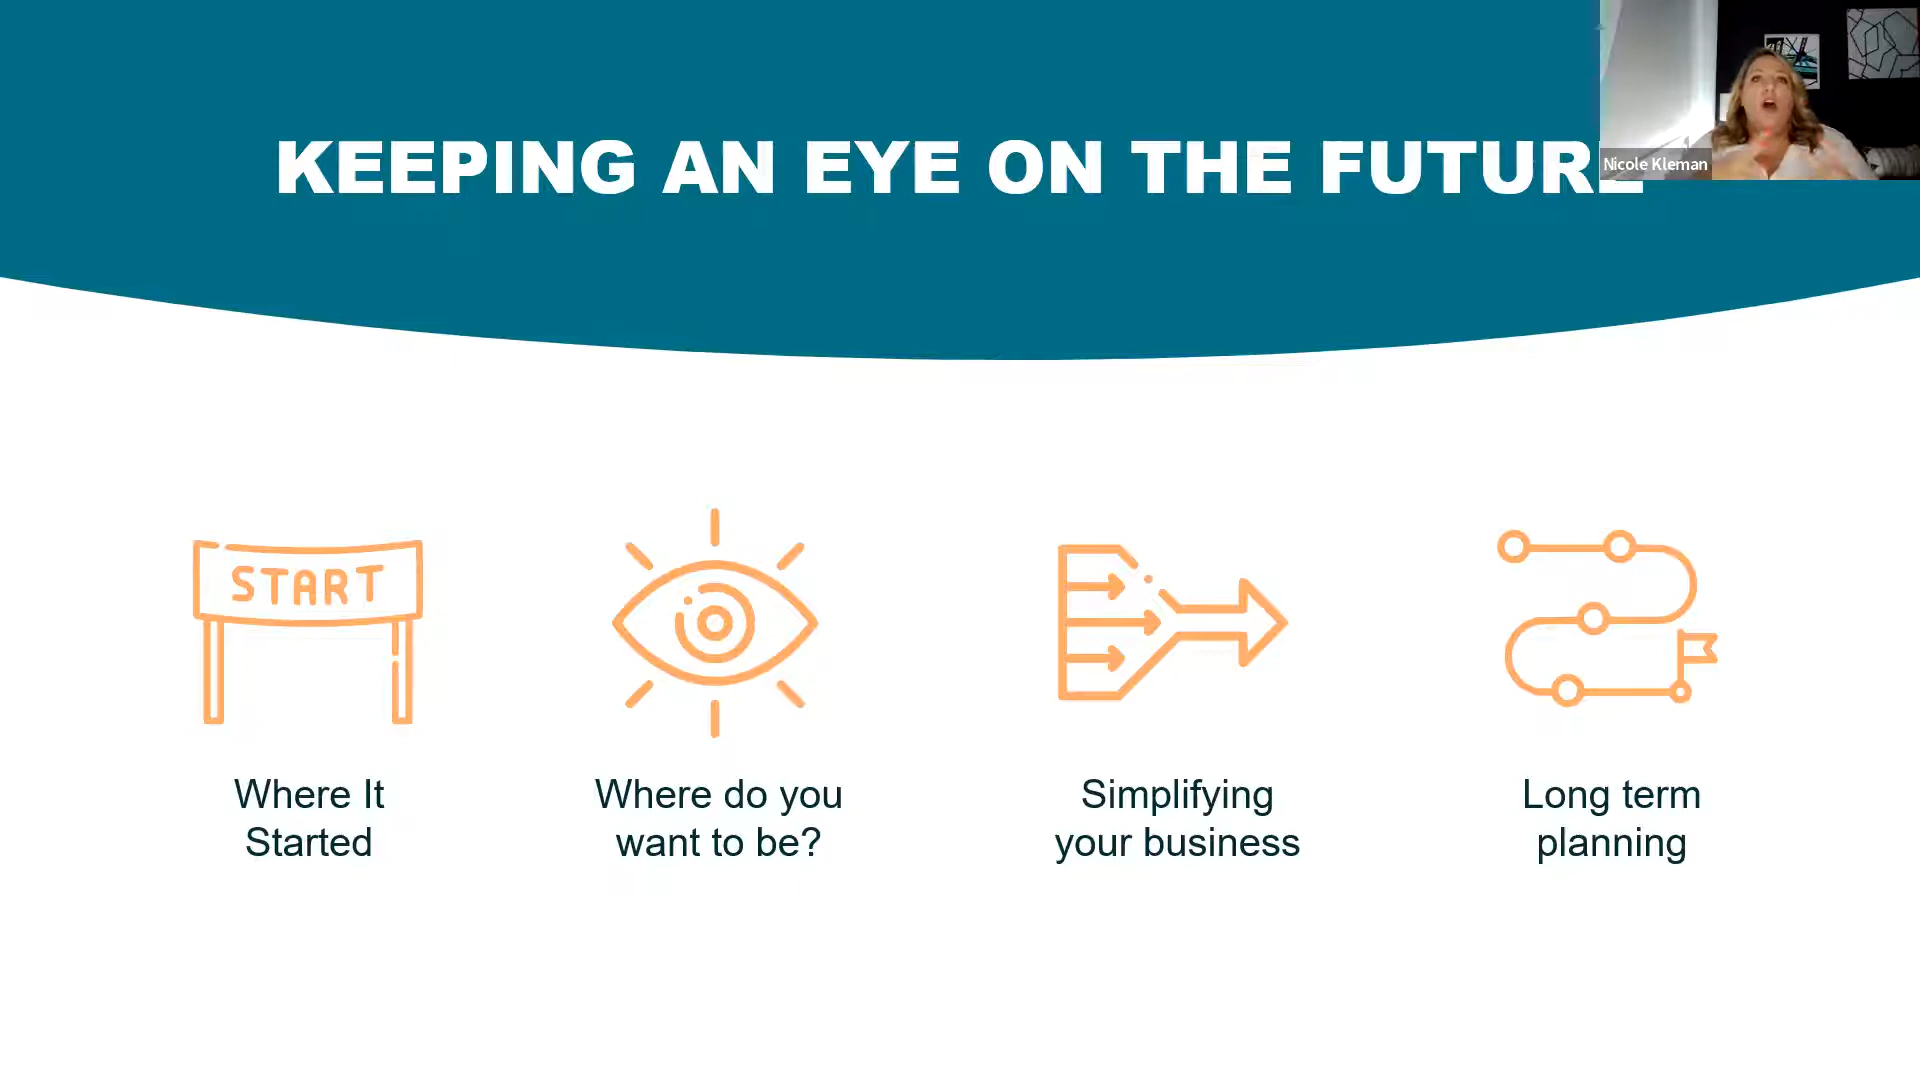 KEEPING AN EYE ON THE FUTURE
Nicole Kleman
START
Where It
Started
Where do you
want to be?
Simplifying
your business
Long term
planning